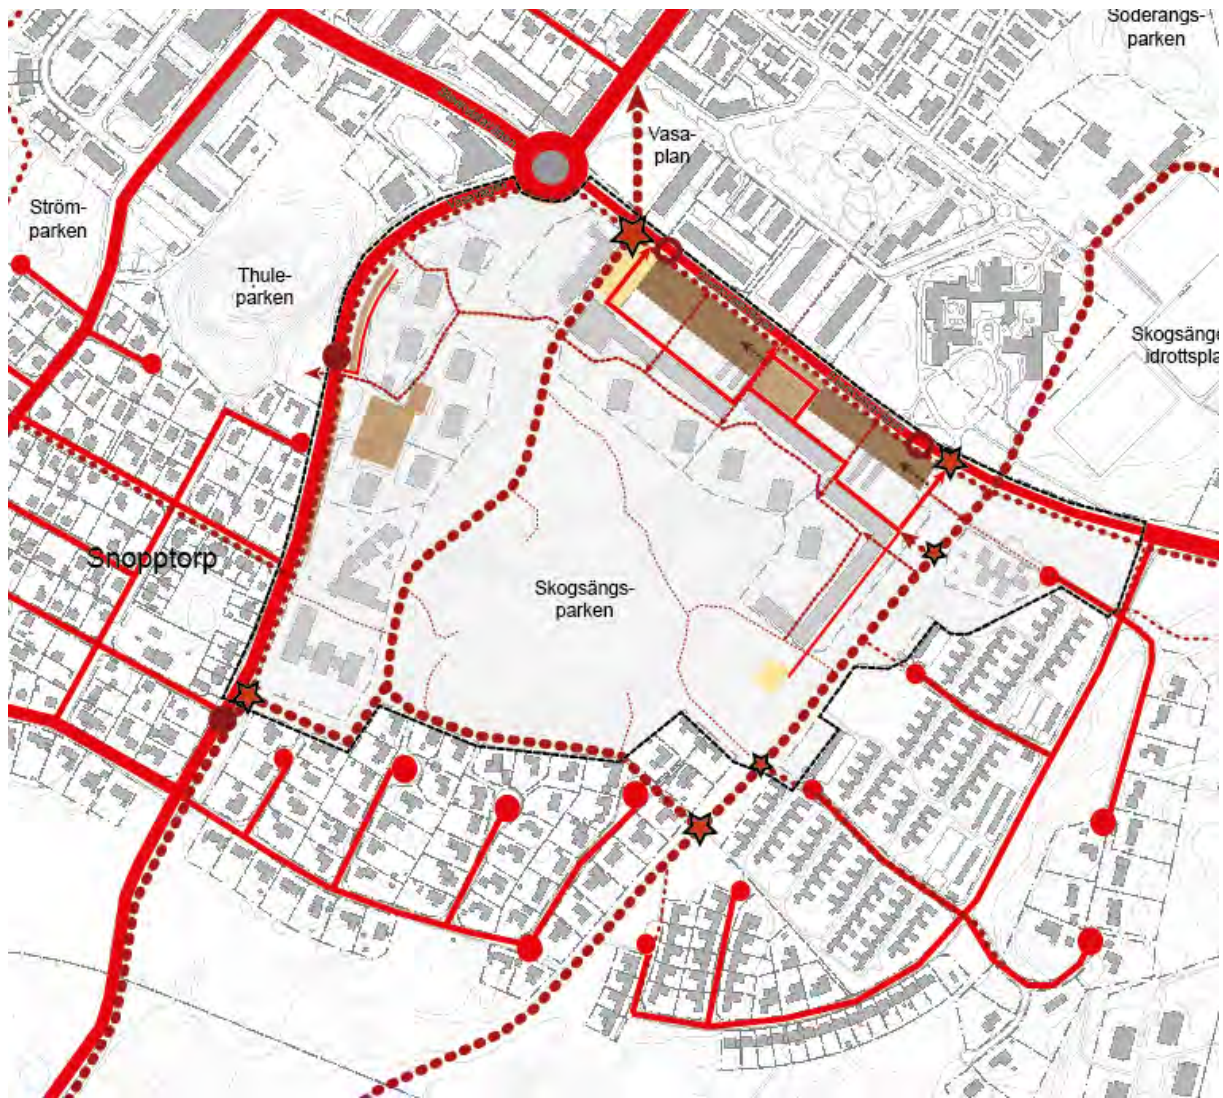 Söderängs-
parken
Vasa-
plan
Ström-
parken
Thule-
parken
Skogsänge
idrottspla
Snopptorp
Skogsängs-
parken